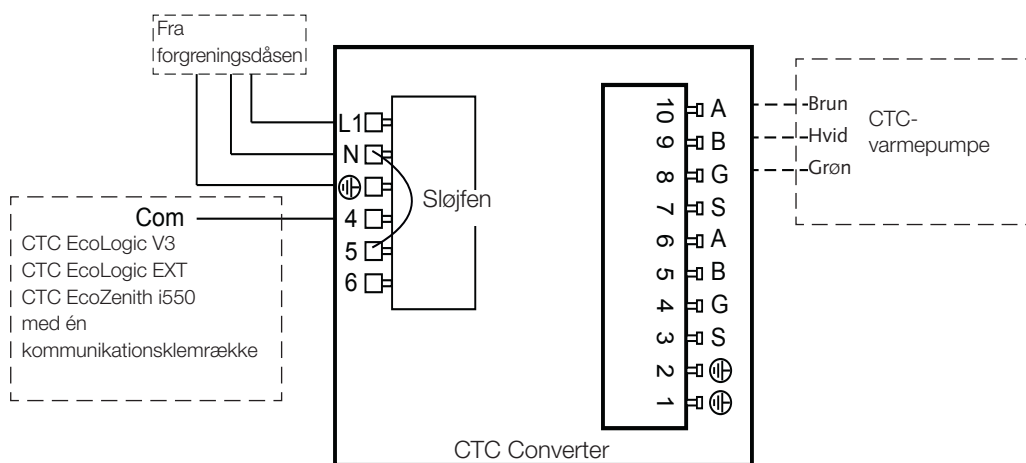 Fra
forgreningsdåsen
L1
N
4
5
6
Sløjfen
Com
CTC EcoLogic V3
CTC EcoLogic EXT
CTC EcoZenith i550
med én
kommunikationsklemrække
10 A
9 B
8 G
7 S
6 A
5 B
4 G
3 S
2
1
Brun
Hvid
Grøn
CTC-
varmepumpe
CTC Converter